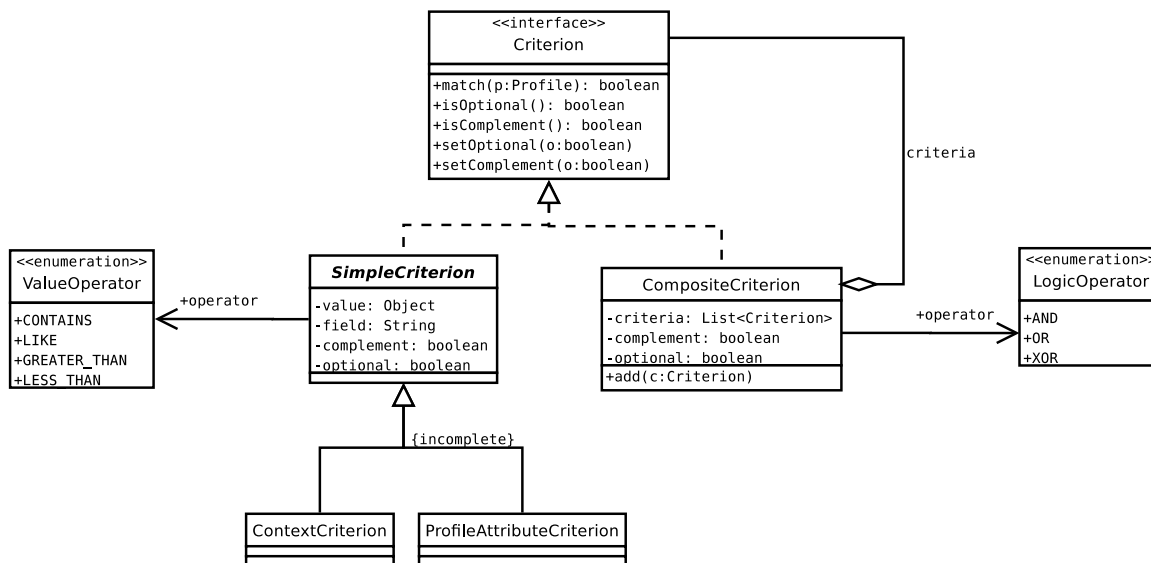 <<interface>>
Criterion
+match(p:Profile): boolean
+isOptional(): boolean
+isComplement(): boolean
+setOptional(o:boolean)
+setComplement(o:boolean)
criteria
<<enumeration>>
ValueOperator
+CONTAINS
+LIKE
+GREATER_THAN
+LESS_THAN
+operator
SimpleCriterion
-value: Object
-field: String
-complement: boolean
-optional: boolean
CompositeCriterion
-criteria: List<Criterion>
-complement: boolean
-optional: boolean
+add(c:Criterion)
+operator
<<enumeration>>
LogicOperator
+AND
+OR
+XOR
{incomplete}
ContextCriterion
ProfileAttributeCriterion